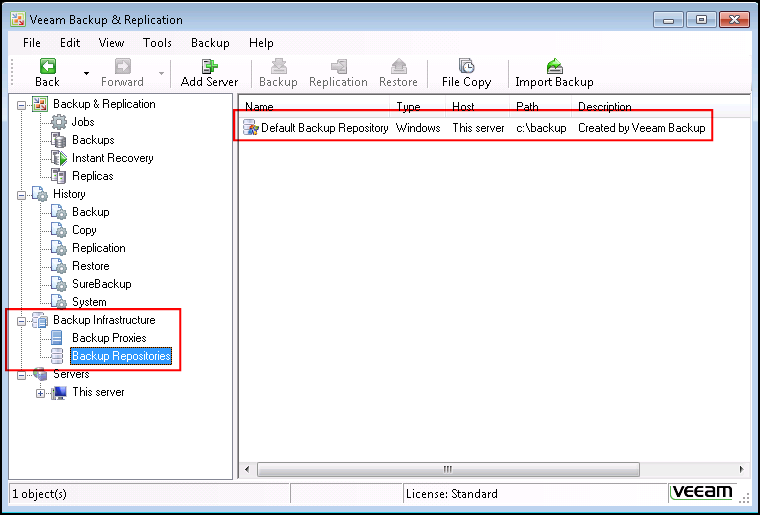 Veeam Backup & Replication
File Edit View Tools Backup Help
Back Forward Add Server Backup Replication Restore File Copy Import Backup
Backup & Replication
Jobs
Backups
Instant Recovery
Replicas
History
Backup
Copy
Replication
Restore
SureBackup
System
Backup Infrastructure
Backup Proxies
Backup Repositories
Servers
This server
Name Type Host Path Description
Default Backup Repository Windows This server c:\backup Created by Veeam Backup
1 object(s) License: Standard veeam